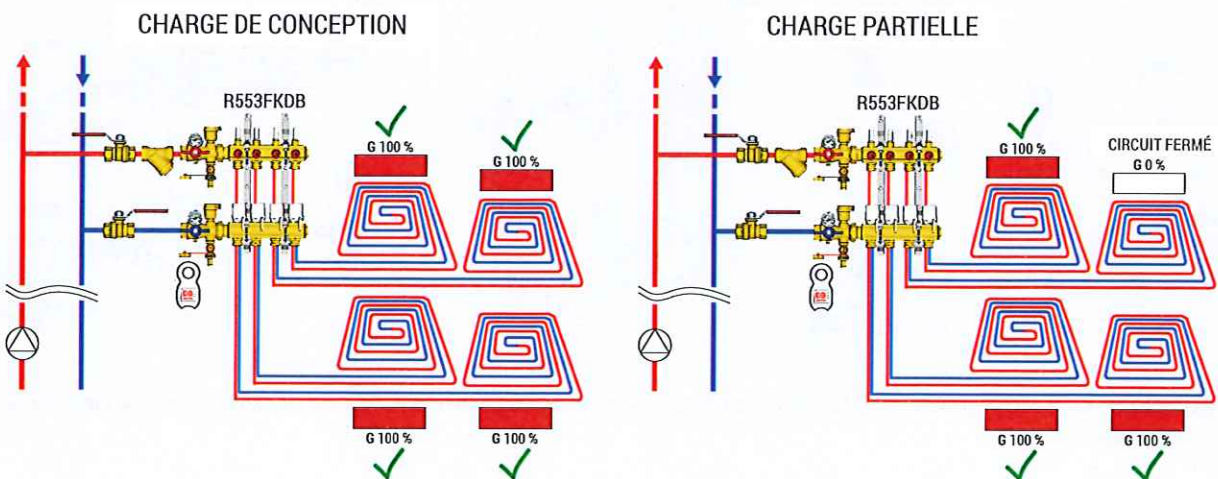 CHARGE DE CONCEPTION
R553FKDB
G 100 %
G 100 %
G 100 %
G 100 %
CHARGE PARTIELLE
R553FKDB
G 100 %
CIRCUIT FERMÉ
G 0 %
G 100 %
G 100 %